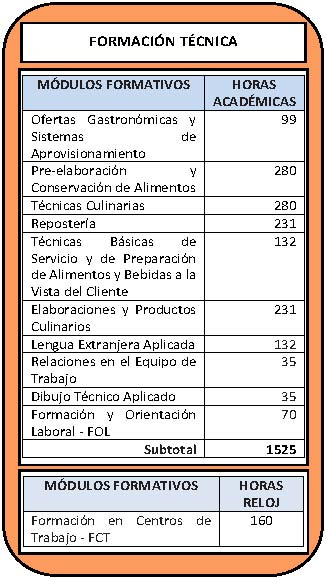 FORMACIÓN TÉCNICA
MÓDULOS FORMATIVOS HORAS
ACADÉMICAS
Ofertas Gastronómicas y 99
Sistemas de
Aprovisionamiento
Pre-elaboración y 280
Conservación de Alimentos
Técnicas Culinarias 280
Repostería 231
Técnicas Básicas de 132
Servicio y de Preparación
de Alimentos y Bebidas a la
Vista del Cliente
Elaboraciones y Productos 231
Culinarios
Lengua Extranjera Aplicada 132
Relaciones en el Equipo de 35
Trabajo
Dibujo Técnico Aplicado 35
Formación y Orientación 70
Laboral - FOL
Subtotal 1525
MÓDULOS FORMATIVOS HORAS
RELOJ
Formación en Centros de 160
Trabajo - FCT